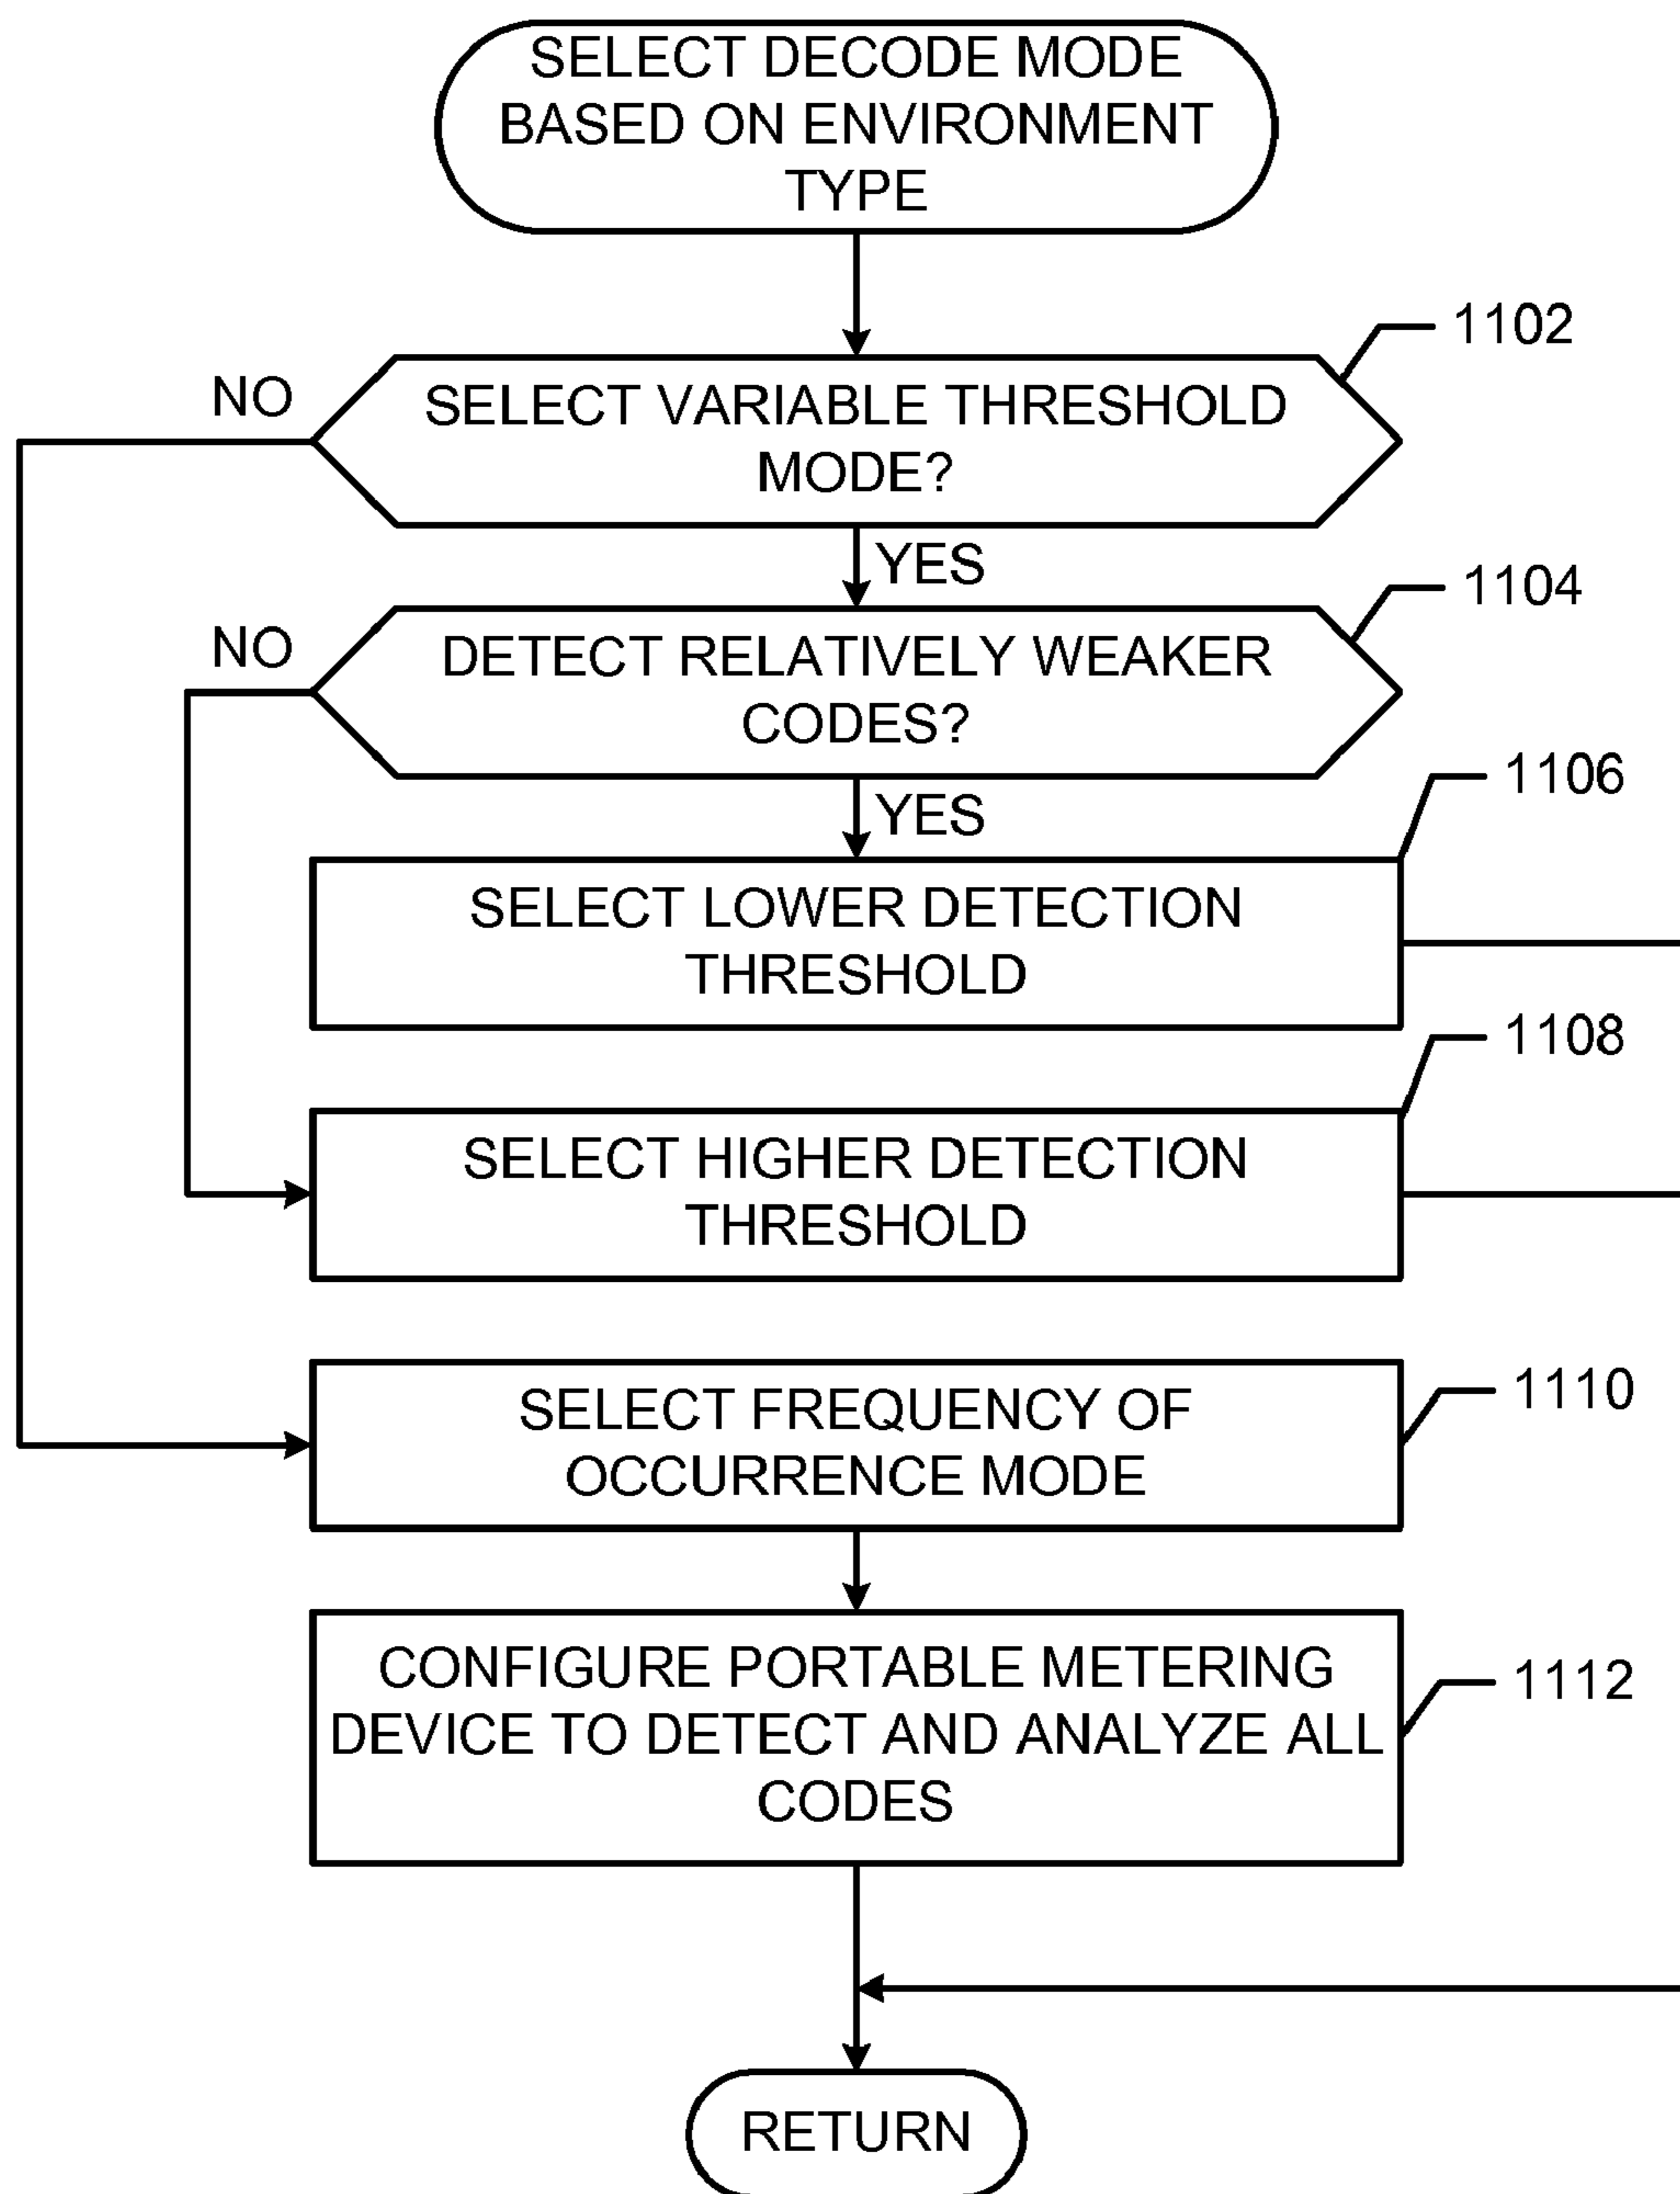 SELECT DECODE MODE
BASED ON ENVIRONMENT
TYPE
1102
NO
SELECT VARIABLE THRESHOLD
MODE?
YES
1104
NO
DETECT RELATIVELY WEAKER
CODES?
YES
1106
SELECT LOWER DETECTION
THRESHOLD
1108
SELECT HIGHER DETECTION
THRESHOLD
1110
SELECT FREQUENCY OF
OCCURRENCE MODE
1112
CONFIGURE PORTABLE METERING
DEVICE TO DETECT AND ANALYZE ALL
CODES
RETURN